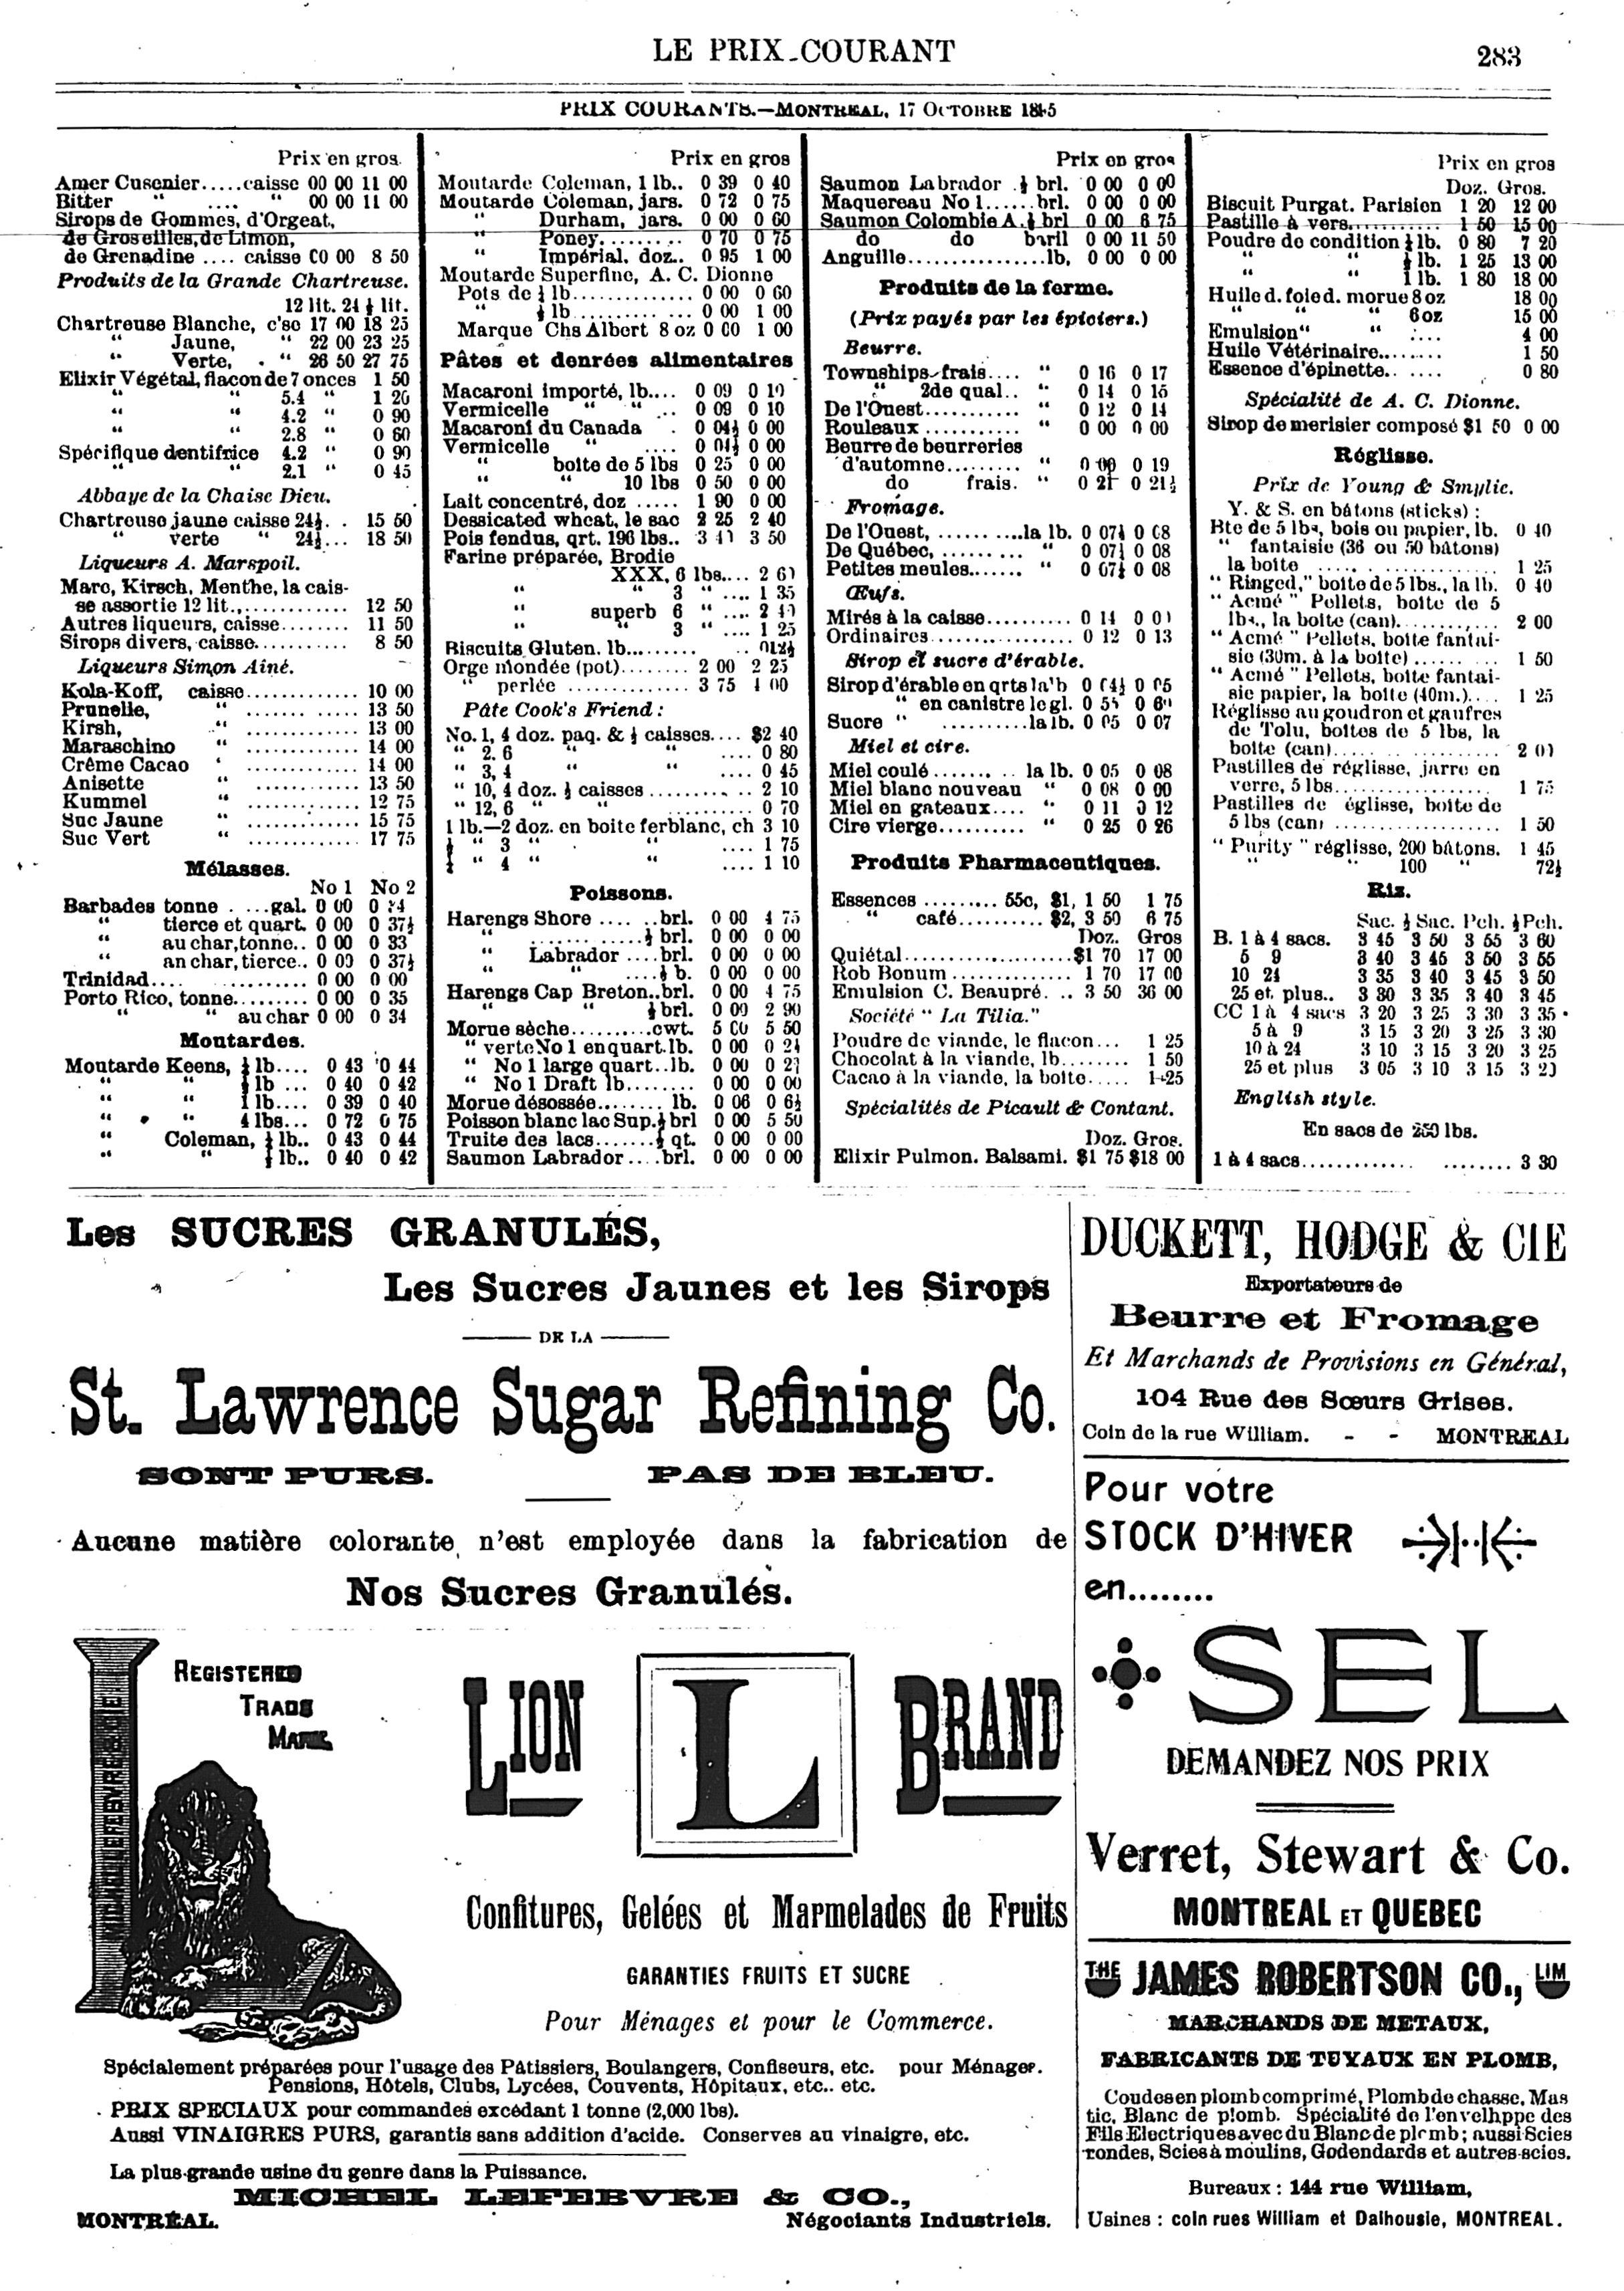 LE PRIX-COURANT
283
PRIX COURANTS.—MONTREAL, 17 OCTOBRE
Prix en gros
Amer Cusenier.....caisse 00 00 11 00
Bitter " .... " 00 00 11 00
Sirops de Gommes, d'Orgeat,
de Groseilles, de Limon,
de Grenadine .... caisse 00 00 8 50
Produits de la Grande Chartreuse.
12 lit. 24 ½ lit.
Chartreuse Blanche, c'se 17 00 18 25
" Jaune, " 22 00 23 25
" Verte, " 26 50 27 75
Elixir Végétal, flacon de 7 onces 1 50
" " 5.4 " 1 20
" " 4.2 " 0 90
" " 2.8 " 0 60
Spécifique dentifrice 4.2 " 0 90
" " 2.1 " 0 45
Abbaye de la Chaise Dieu.
Chartreuse jaune caisse 24½. . 15 50
" verte " 24½... 18 50
Liqueurs A. Marspoil.
Marc, Kirsch, Menthe, la cais-
se assortie 12 lit............. 12 50
Autres liqueurs, caisse........ 11 50
Sirops divers, caisse........... 8 50
Liqueurs Simon Aîné.
Kola-Koff, caisse............. 10 00
Prunelle, " ............. 13 50
Kirsh, " ............. 13 00
Maraschino " ............. 14 00
Crême Cacao " ............. 14 00
Anisette " ............. 13 50
Kummel " ............. 12 75
Suc Jaune " ............. 15 75
Suc Vert " ............. 17 75
Mélasses.
No 1 No 2
Barbades tonne . ....gal. 0 00
" tierce et quart. 0 00 0 37½
" au char, tonne.. 0 00 0 33
" au char, tierce.. 0 00 0 37½
Trinidad.... ............ 0 00 0 00
Porto Rico, tonne......... 0 00 0 35
" " au char 0 00 0 34
Moutardes.
Moutarde Keens, ¼ lb.... 0 43 0 44
" " ½ lb ... 0 40 0 42
" " 1 lb.... 0 39 0 40
" " 4 lbs... 0 72 0 75
" Coleman, ¼ lb.. 0 43 0 44
" " ½ lb.. 0 40 0 42
Prix en gros
Moutarde Coleman, 1 lb.. 0 39 0 40
Moutarde Coleman, jars. 0 72 0 75
" Durham, jars. 0 00 0 60
" Poney......... 0 70 0 75
" Impérial, doz.. 0 95 1 00
Moutarde Superfine, A. C. Dionne
Pots de ¼ lb.............. 0 00 0 60
" ½ lb.............. 0 00 1 00
Marque Chs Albert 8 oz 0 00 1 00
Pâtes et denrées alimentaires
Macaroni importé, lb.... 0 09 0 10
Vermicelle " " .. 0 09 0 10
Macaroni du Canada . 0 04½ 0 00
Vermicelle " .... 0 04½ 0 00
" boîte de 5 lbs 0 25 0 00
" " 10 lbs 0 50 0 00
Lait concentré, doz ..... 1 90 0 00
Dessicated wheat, le sac 2 25 2 40
Pois fendus, qrt. 196 lbs.. 3 50
Farine préparée, Brodie
XXX, 6 lbs.... 2 60
" " 3 " .... 1 35
" superb 6 " .... 2 40
" " 3 " .... 1 25
Biscuits Gluten. lb........ .. 0 12½
Orge mondée (pot)........ 2 00 2 25
" perlée .............. 3 75 4 00
Pâte Cook's Friend :
No. 1, 4 doz. paq. & ½ caisses.... $2 40
" 2. 6 " " .... 0 80
" 3, 4 " " .... 0 45
" 10, 4 doz. ½ caisses ............ 2 10
" 12, 6 " " ............ 0 70
1 lb.—2 doz. en boite ferblanc, ch 3 10
½ " 3 " " .... 1 75
¼ " 4 " " .... 1 10
Poissons.
Harengs Shore .... ..brl. 0 00 4 75
" ............½ brl. 0 00 0 00
" Labrador ....brl. 0 00 0 00
" " ....½ b. 0 00 0 00
Harengs Cap Breton..brl. 0 00 4 75
" " ½ brl. 0 00 2 90
Morue sèche..........cwt. 5 00 5 50
" verte No 1 en quart. lb. 0 00
" No 1 large quart..lb. 0 00
" No 1 Draft lb........ 0 00 0 00
Morue désossée........ lb. 0 06 0 6½
Poisson blanc lac Sup. ½ brl 0 00 5 50
Truite des lacs.......½ qt. 0 00 0 00
Saumon Labrador ....brl. 0 00 0 00
Prix en gros
Saumon Labrador . ½ brl. 0 00 0 00
Maquereau No 1......brl. 0 00 0 00
Saumon Colombie A. ½ brl 0 00 6 75
do do baril 0 00 11 50
Anguille..............lb. 0 00 0 00
Produits de la ferme.
(Prix payés par les épiciers.)
Beurre.
Townships frais.... " 0 16 0 17
" 2de qual.. " 0 14 0 15
De l'Ouest........... " 0 12 0 14
Rouleaux ........... " 0 00 0 00
Beurre de beurreries
d'automne......... " 0 00 0 19
do frais. " 0 21 0 21½
Fromage.
De l'Ouest, ..........la lb. 0 07½ 0 08
De Québec, ........ ... " 0 07½ 0 08
Petites meules....... " 0 07½ 0 08
Œufs.
Mirés à la caisse......... 0 14
Ordinaires................ 0 12 0 13
Sirop et sucre d'érable.
Sirop d'érable en qrts la lb 0 04½ 0 05
" en canistre le gl.
Sucre " ..........la lb. 0 05 0 07
Miel et cire.
Miel coulé ....... .. la lb. 0 05 0 08
Miel blanc nouveau " 0 08 0 00
Miel en gateaux.... " 0 11 0 12
Cire vierge.......... " 0 25 0 26
Produits Pharmaceutiques.
Essences ......... 55c, $1, 1 50 1 75
" café.......... $2, 3 50 6 75
Doz. Gros
Quiétal......................$1 70 17 00
Rob Bonum .............. 1 70 17 00
Emulsion C. Beaupré. .. 3 50 36 00
Société " La Tilia."
Poudre de viande, le flacon... 1 25
Chocolat à la viande, lb........ 1 50
Cacao à la viande, la boîte..... 1 25
Spécialités de Picault & Contant.
Doz. Gros.
Elixir Pulmon. Balsami. $1 75 $18 00
Prix en gros
Doz. Gros.
Biscuit Purgat. Parisien 1 20 12 00
Pastille à vers........... 1 50 15 00
Poudre de condition ¼ lb. 0 80 7 20
" " ½ lb. 1 25 13 00
" " 1 lb. 1 80 18 00
Huile d. foie d. morue 8 oz 18 00
" " " 6 oz 15 00
Emulsion " " .... 4 00
Huile Vétérinaire....... 1 50
Essence d'épinette.. .... 0 80
Spécialité de A. C. Dionne.
Sirop de merisier composé $1 50 0 00
Réglisse.
Prix de Young & Smylie.
Y. & S. en bâtons (sticks) :
Bte de 5 lbs, bois ou papier, lb. 0 40
" fantaisie (36 ou 50 bâtons)
la boîte ...................... 1 25
" Ringed," boîte de 5 lbs., la lb. 0 40
" Acmé " Pellets, boîte de 5
lbs., la boîte (can)............ 2 00
" Acmé " Pellets, boîte fantai-
sie (30m. à la boîte) ........... 1 50
" Acmé " Pellets, boîte fantai-
sie papier, la boîte (40m.).... 1 25
Réglisse au goudron et gaufres
de Tolu, boîtes de 5 lbs, la
boîte (can)..................... 2 00
Pastilles de réglisse, jarre en
verre, 5 lbs.................... 1 75
Pastilles de églisse, boîte de
5 lbs (can) .................... 1 50
" Purity " réglisse, 200 bâtons. 1 45
" " 100 " 72½
Riz.
Sac. ½ Sac. Pch. ½ Pch.
B. 1 à 4 sacs. 3 45 3 50 3 55 3 60
5 9 3 40 3 45 3 50 3 55
10 24 3 35 3 40 3 45 3 50
25 et plus.. 3 30 3 35 3 40 3 45
CC 1 à 4 sacs 3 20 3 25 3 30 3 35
5 à 9 3 15 3 20 3 25 3 30
10 à 24 3 10 3 15 3 20 3 25
25 et plus 3 05 3 10 3 15 3 20
English style.
En sacs de 250 lbs.
1 à 4 sacs............. ........ 3 30
Les SUCRES GRANULÉS,
Les Sucres Jaunes et les Sirops
DE LA
St. Lawrence Sugar Refining Co.
SONT PURS. PAS DE BLEU.
Aucune matière colorante n'est employée dans la fabrication de
Nos Sucres Granulés.
REGISTERED
TRADE
MARK
MICHEL LEFEBVRE & CIE
LION L BRAND
Confitures, Gelées et Marmelades de Fruits
GARANTIES FRUITS ET SUCRE
Pour Ménages et pour le Commerce.
Spécialement préparées pour l'usage des Pâtissiers, Boulangers, Confiseurs, etc. pour Ménages.
Pensions, Hôtels, Clubs, Lycées, Couvents, Hôpitaux, etc.. etc.
PRIX SPECIAUX pour commandes excédant 1 tonne (2,000 lbs).
Aussi VINAIGRES PURS, garantis sans addition d'acide. Conserves au vinaigre, etc.
La plus grande usine du genre dans la Puissance.
MICHEL LEFEBVRE & CO.,
MONTRÉAL. Négociants Industriels.
DUCKETT, HODGE & CIE
Exportateurs de
Beurre et Fromage
Et Marchands de Provisions en Général,
104 Rue des Sœurs Grises.
Coin de la rue William. - - MONTREAL
Pour votre
STOCK D'HIVER
en........
SEL
DEMANDEZ NOS PRIX
Verret, Stewart & Co.
MONTREAL ET QUEBEC
THE JAMES ROBERTSON CO., LIM
MARCHANDS DE METAUX,
FABRICANTS DE TUYAUX EN PLOMB,
Coudes en plomb comprimé, Plomb de chasse, Mas
tic, Blanc de plomb. Spécialité de l'envelhppe des
Fils Electriques avec du Blanc de plomb ; aussi Scies
rondes, Scies à moulins, Godendards et autres scies.
Bureaux : 144 rue William,
Usines : coin rues William et Dalhousie, MONTREAL.